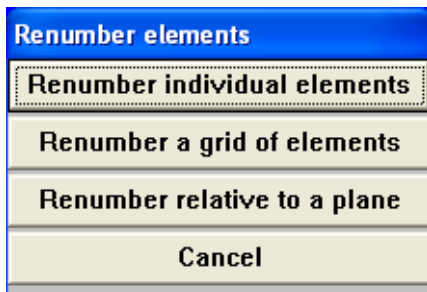 Renumber elements
Renumber individual elements
Renumber a grid of elements
Renumber relative to a plane
Cancel